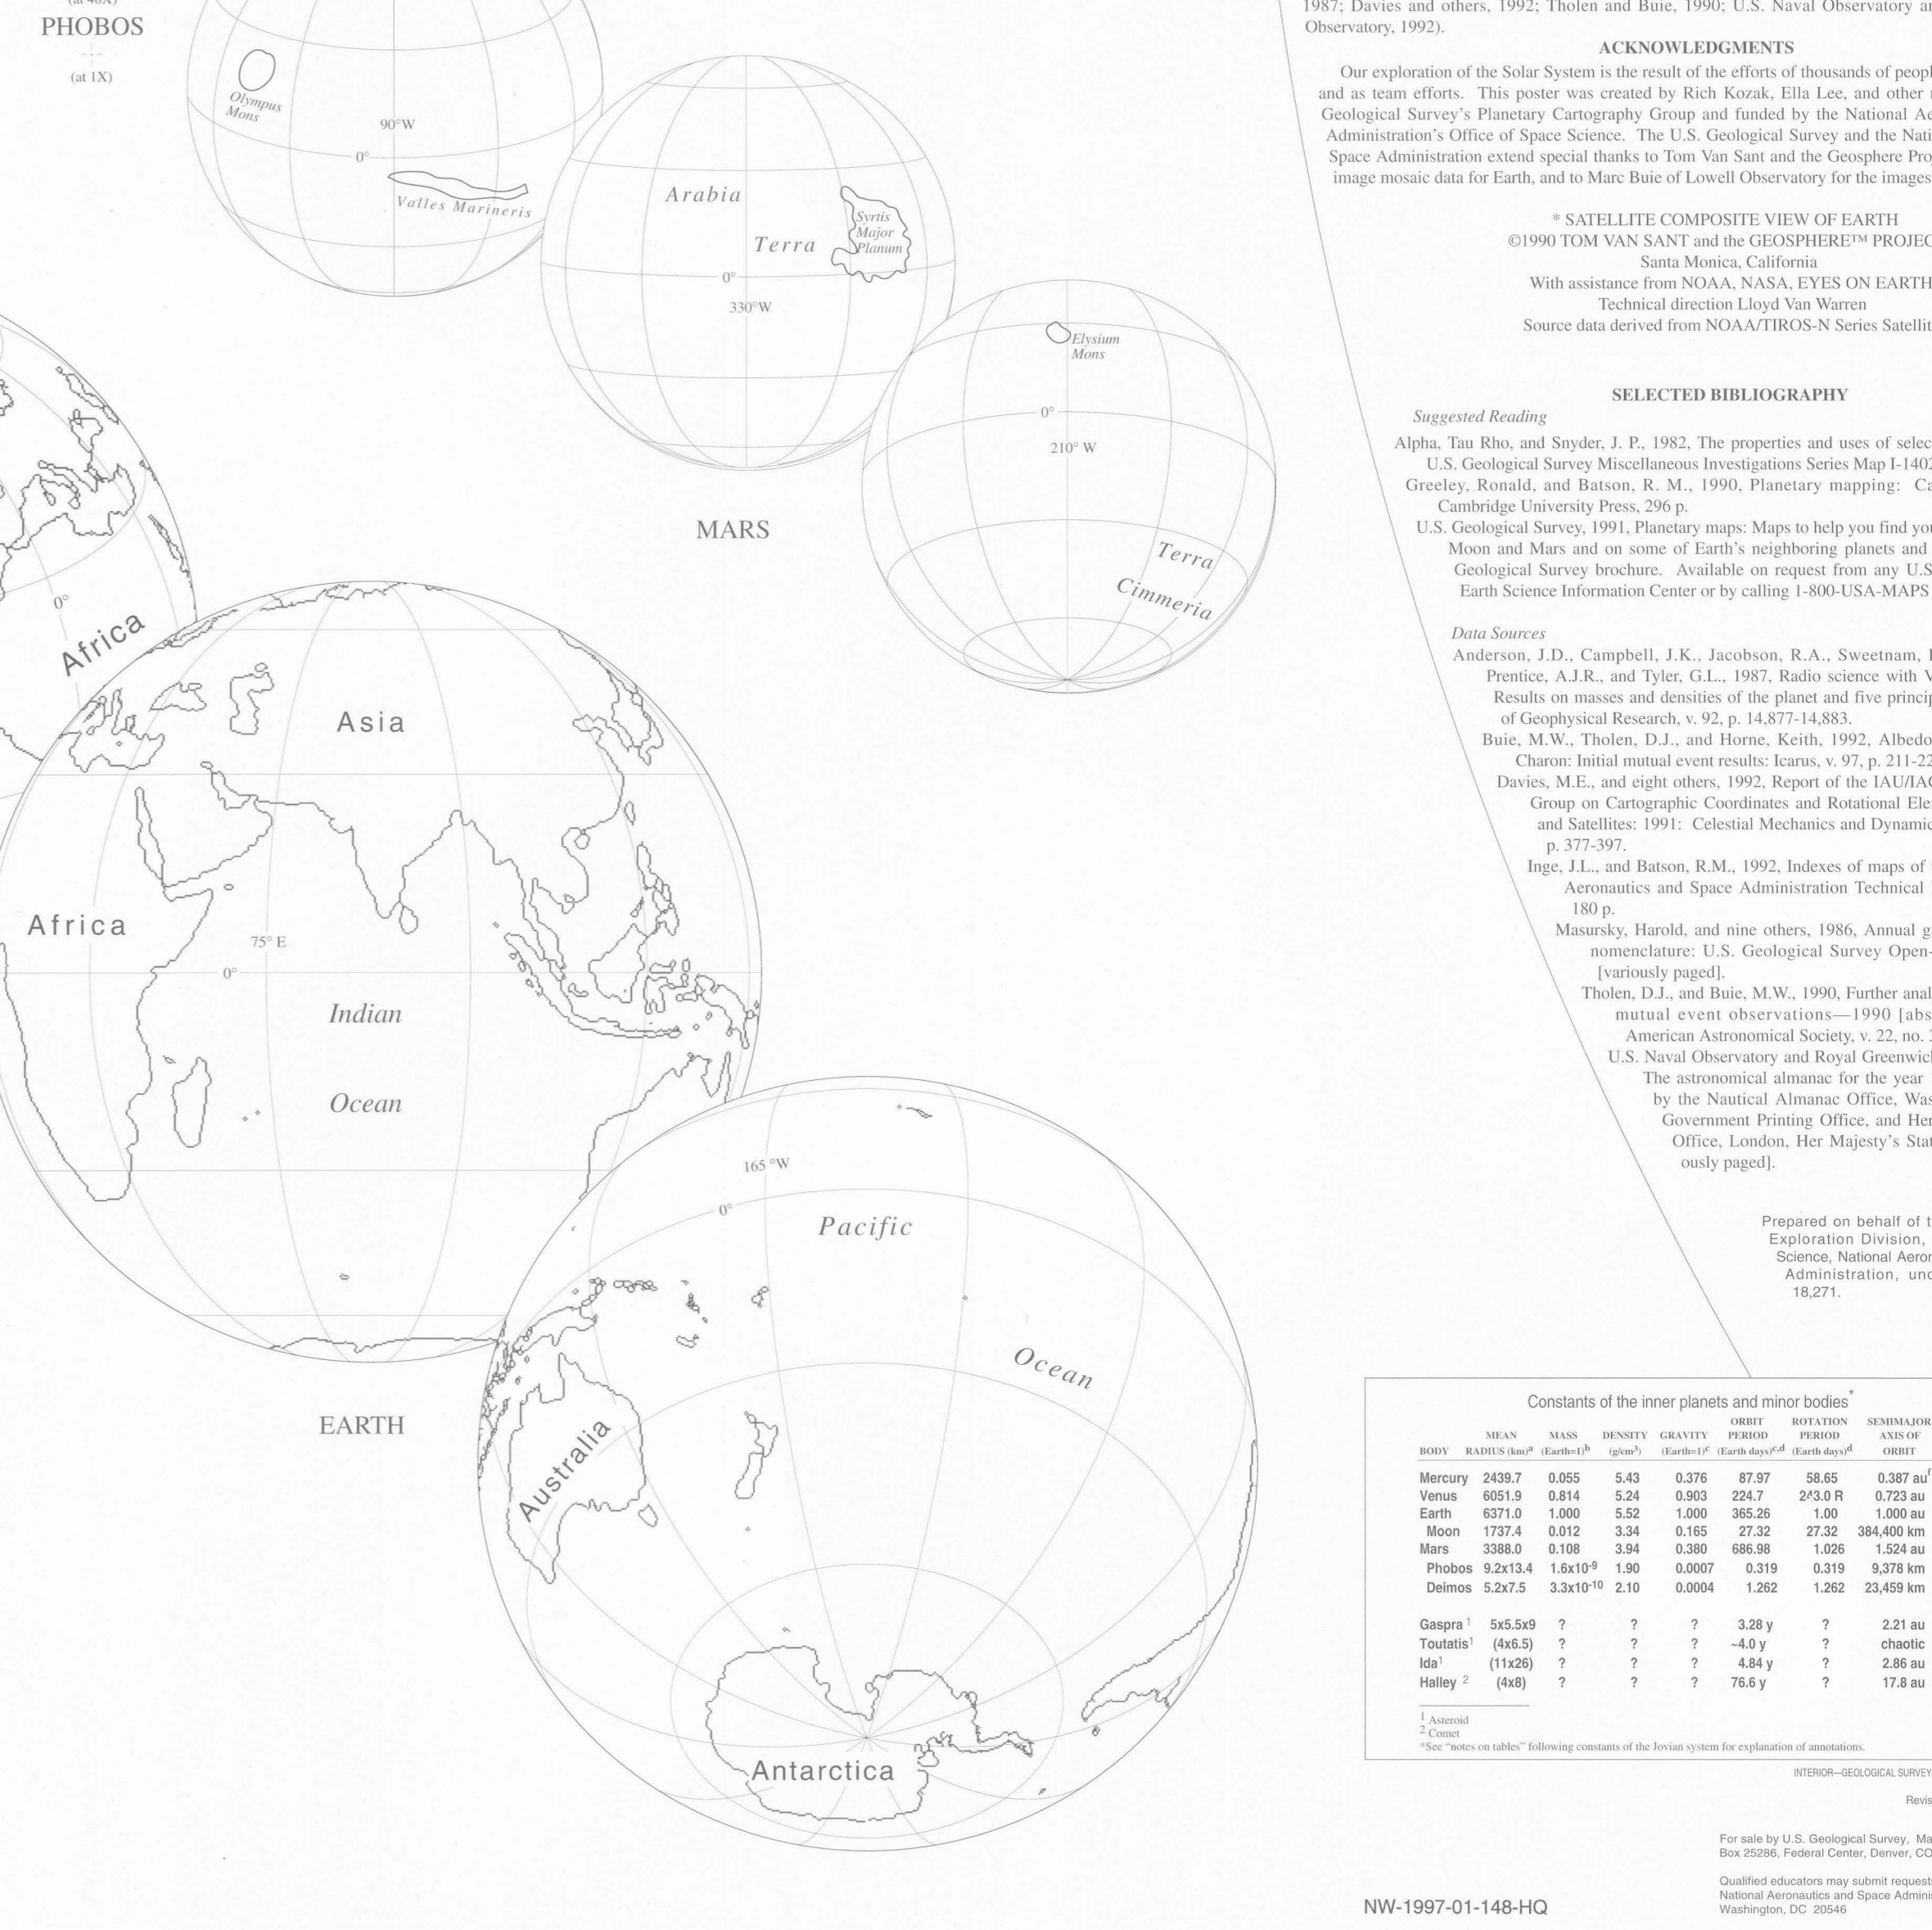 PHOBOS
(at 1X)
Olympus
Mons
90°W
0°
Valles Marineris
Arabia
Terra
Syrtis
Major
Planum
0°
330°W
Elysium
Mons
0°
210° W
Terra
Cimmeria
MARS
0°
Africa
Asia
Africa
75° E
0°
Indian
Ocean
EARTH
165 °W
0°
Pacific
Ocean
Australia
Antarctica
1987; Davies and others, 1992; Tholen and Buie, 1990; U.S. Naval Observatory
Observatory, 1992).
ACKNOWLEDGMENTS
Our exploration of the Solar System is the result of the efforts of thousands of
and as team efforts. This poster was created by Rich Kozak, Ella Lee, and other
Geological Survey's Planetary Cartography Group and funded by the National
Administration's Office of Space Science. The U.S. Geological Survey and the
Space Administration extend special thanks to Tom Van Sant and the Geosphere
image mosaic data for Earth, and to Marc Buie of Lowell Observatory for the images
* SATELLITE COMPOSITE VIEW OF EARTH
©1990 TOM VAN SANT and the GEOSPHERE™ PROJEC
Santa Monica, California
With assistance from NOAA, NASA, EYES ON EARTH
Technical direction Lloyd Van Warren
Source data derived from NOAA/TIROS-N Series Satellit
SELECTED BIBLIOGRAPHY
Suggested Reading
Alpha, Tau Rho, and Snyder, J. P., 1982, The properties and uses of selec
U.S. Geological Survey Miscellaneous Investigations Series Map I-1402
Greeley, Ronald, and Batson, R. M., 1990, Planetary mapping: Ca
Cambridge University Press, 296 p.
U.S. Geological Survey, 1991, Planetary maps: Maps to help you find you
Moon and Mars and on some of Earth's neighboring planets and
Geological Survey brochure. Available on request from any U.S
Earth Science Information Center or by calling 1-800-USA-MAPS
Data Sources
Anderson, J.D., Campbell, J.K., Jacobson, R.A., Sweetnam,
Prentice, A.J.R., and Tyler, G.L., 1987, Radio science with
Results on masses and densities of the planet and five princip
of Geophysical Research, v. 92, p. 14,877-14,883.
Buie, M.W., Tholen, D.J., and Horne, Keith, 1992, Albedo
Charon: Initial mutual event results: Icarus, v. 97, p. 211-22
Davies, M.E., and eight others, 1992, Report of the IAU/IAG
Group on Cartographic Coordinates and Rotational Ele
and Satellites: 1991: Celestial Mechanics and Dynamic
p. 377-397.
Inge, J.L., and Batson, R.M., 1992, Indexes of maps of
Aeronautics and Space Administration Technical
180 p.
Masursky, Harold, and nine others, 1986, Annual g
nomenclature: U.S. Geological Survey Open-
[variously paged].
Tholen, D.J., and Buie, M.W., 1990, Further anal
mutual event observations—1990 [abs
American Astronomical Society, v. 22, no.
U.S. Naval Observatory and Royal Greenwic
The astronomical almanac for the year
by the Nautical Almanac Office, Was
Government Printing Office, and Her
Office, London, Her Majesty's Stat
ously paged].
Prepared on behalf of t
Exploration Division,
Science, National Aeron
Administration, und
18,271.
Constants of the inner planets and minor bodies*
BODY MEAN RADIUS (km)a MASS (Earth=1)b DENSITY (g/cm3) GRAVITY (Earth=1)c ORBIT PERIOD (Earth days)c,d ROTATION PERIOD (Earth days)d SEMIMAJOR AXIS OF ORBIT
Mercury 2439.7 0.055 5.43 0.376 87.97 58.65 0.387 auf
Venus 6051.9 0.814 5.24 0.903 224.7 243.0 R 0.723 au
Earth 6371.0 1.000 5.52 1.000 365.26 1.00 1.000 au
Moon 1737.4 0.012 3.34 0.165 27.32 27.32 384,400 km
Mars 3388.0 0.108 3.94 0.380 686.98 1.026 1.524 au
Phobos 9.2x13.4 1.6x10-9 1.90 0.0007 0.319 0.319 9,378 km
Deimos 5.2x7.5 3.3x10-10 2.10 0.0004 1.262 1.262 23,459 km
Gaspra 1 5x5.5x9 ? ? ? 3.28 y ? 2.21 au
Toutatis1 (4x6.5) ? ? ? ~4.0 y ? chaotic
Ida1 (11x26) ? ? ? 4.84 y ? 2.86 au
Halley 2 (4x8) ? ? ? 76.6 y ? 17.8 au
1 Asteroid
2 Comet
*See "notes on tables" following constants of the Jovian system for explanation of annotations.
INTERIOR—GEOLOGICAL SURVEY
Revis
For sale by U.S. Geological Survey, Ma
Box 25286, Federal Center, Denver, CO
Qualified educators may submit requests
National Aeronautics and Space Adminis
Washington, DC 20546
NW-1997-01-148-HQ